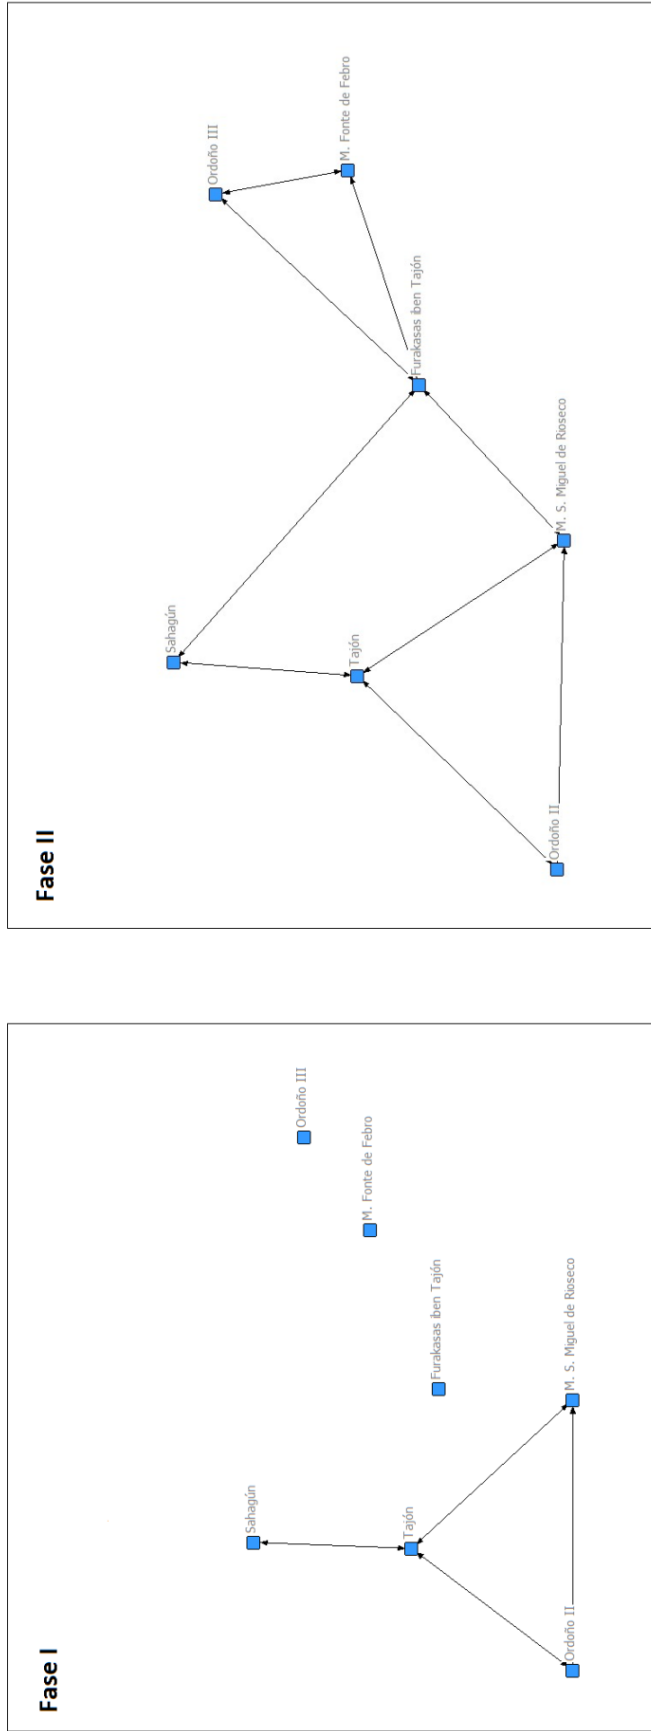 Fase I
Sahagún
Ordoño III
M. Fonte de Febro
Tajón
Furakasas iben Tajón
Ordoño II
M. S. Miguel de Rioseco
Fase II
Sahagún
Ordoño III
M. Fonte de Febro
Tajón
Furakasas iben Tajón
Ordoño II
M. S. Miguel de Rioseco